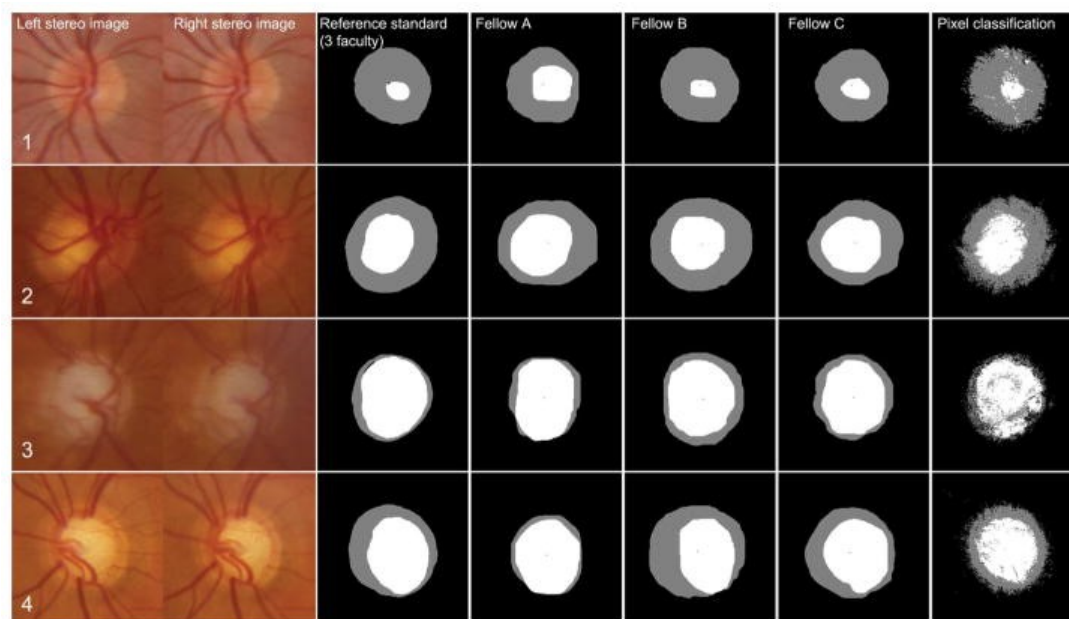 Left stereo image
Right stereo image
Reference standard
(3 faculty)
Fellow A
Fellow B
Fellow C
Pixel classification
1
2
3
4